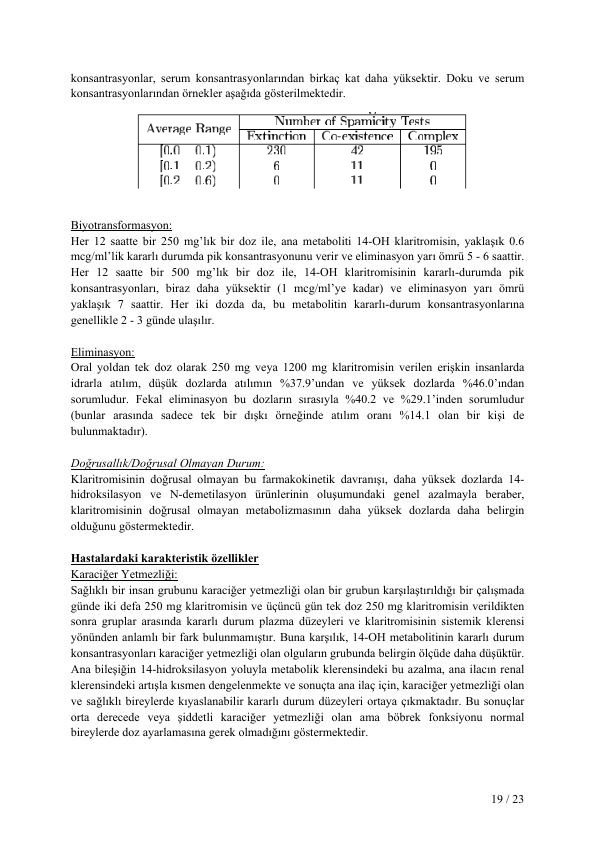 konsantrasyonlar, serum konsantrasyonlarından birkaç kat daha yüksektir. Doku ve serum
konsantrasyonlarından örnekler aşağıda gösterilmektedir.
Average Range Number of Spamicity Tests
Extinction Co-existence Complex
[0.0 0.1) 230 42 195
[0.1 0.2) 6 11 0
[0.2 0.6) 0 11 0
Biyotransformasyon:
Her 12 saatte bir 250 mg’lık bir doz ile, ana metaboliti 14-OH klaritromisin, yaklaşık 0.6
mcg/ml’lik kararlı durumda pik konsantrasyonunu verir ve eliminasyon yarı ömrü 5 - 6 saattir.
Her 12 saatte bir 500 mg’lık bir doz ile, 14-OH klaritromisinin kararlı-durumda pik
konsantrasyonları, biraz daha yüksektir (1 mcg/ml’ye kadar) ve eliminasyon yarı ömrü
yaklaşık 7 saattir. Her iki dozda da, bu metabolitin kararlı-durum konsantrasyonlarına
genellikle 2 - 3 günde ulaşılır.
Eliminasyon:
Oral yoldan tek doz olarak 250 mg veya 1200 mg klaritromisin verilen erişkin insanlarda
idrarla atılım, düşük dozlarda atılımın %37.9’undan ve yüksek dozlarda %46.0’ından
sorumludur. Fekal eliminasyon bu dozların sırasıyla %40.2 ve %29.1’inden sorumludur
(bunlar arasında sadece tek bir dışkı örneğinde atılım oranı %14.1 olan bir kişi de
bulunmaktadır).
Doğrusallık/Doğrusal Olmayan Durum:
Klaritromisinin doğrusal olmayan bu farmakokinetik davranışı, daha yüksek dozlarda 14-
hidroksilasyon ve N-demetilasyon ürünlerinin oluşumundaki genel azalmayla beraber,
klaritromisinin doğrusal olmayan metabolizmasının daha yüksek dozlarda daha belirgin
olduğunu göstermektedir.
Hastalardaki karakteristik özellikler
Karaciğer Yetmezliği:
Sağlıklı bir insan grubunu karaciğer yetmezliği olan bir grubun karşılaştırıldığı bir çalışmada
günde iki defa 250 mg klaritromisin ve üçüncü gün tek doz 250 mg klaritromisin verildikten
sonra gruplar arasında kararlı durum plazma düzeyleri ve klaritromisinin sistemik klerensi
yönünden anlamlı bir fark bulunmamıştır. Buna karşılık, 14-OH metabolitinin kararlı durum
konsantrasyonları karaciğer yetmezliği olan olguların grubunda belirgin ölçüde daha düşüktür.
Ana bileşiğin 14-hidroksilasyon yoluyla metabolik klerensindeki bu azalma, ana ilacın renal
klerensindeki artışla kısmen dengelenmekte ve sonuçta ana ilaç için, karaciğer yetmezliği olan
ve sağlıklı bireylerde kıyaslanabilir kararlı durum düzeyleri ortaya çıkmaktadır. Bu sonuçlar
orta derecede veya şiddetli karaciğer yetmezliği olan ama böbrek fonksiyonu normal
bireylerde doz ayarlamasına gerek olmadığını göstermektedir.
19 / 23